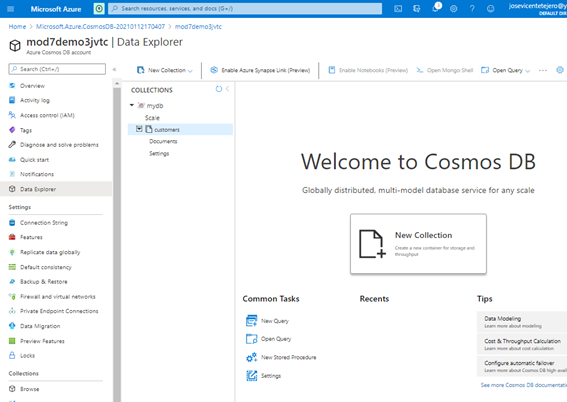 Microsoft Azure
Search resources, services, and docs (G+/)
1
josevicentetejero@y
DEFAULT DIR
Home > Microsoft.Azure.CosmosDB-20210112170407 > mod7demo3jvtc
mod7demo3jvtc | Data Explorer
Azure Cosmos DB account
Search (Ctrl+/)
Overview
Activity log
Access control (IAM)
Tags
Diagnose and solve problems
Quick start
Notifications
Data Explorer
Settings
Connection String
Features
Replicate data globally
Default consistency
Backup & Restore
Firewall and virtual networks
Private Endpoint Connections
Data Migration
Preview Features
Locks
Collections
Browse
New Collection
Enable Azure Synapse Link (Preview)
Enable Notebooks (Preview)
Open Mongo Shell
Open Query
COLLECTIONS
mydb
Scale
customers
Documents
Settings
Welcome to Cosmos DB
Globally distributed, multi-model database service for any scale
New Collection
Create a new container for storage and
throughput
Common Tasks
New Query
Open Query
New Stored Procedure
Settings
Recents
Tips
Data Modeling
Learn more about modeling
Cost & Throughput Calculation
Learn more about cost calculation
Configure automatic failover
Learn more about Cosmos DB high avail
See more Cosmos DB documentatio